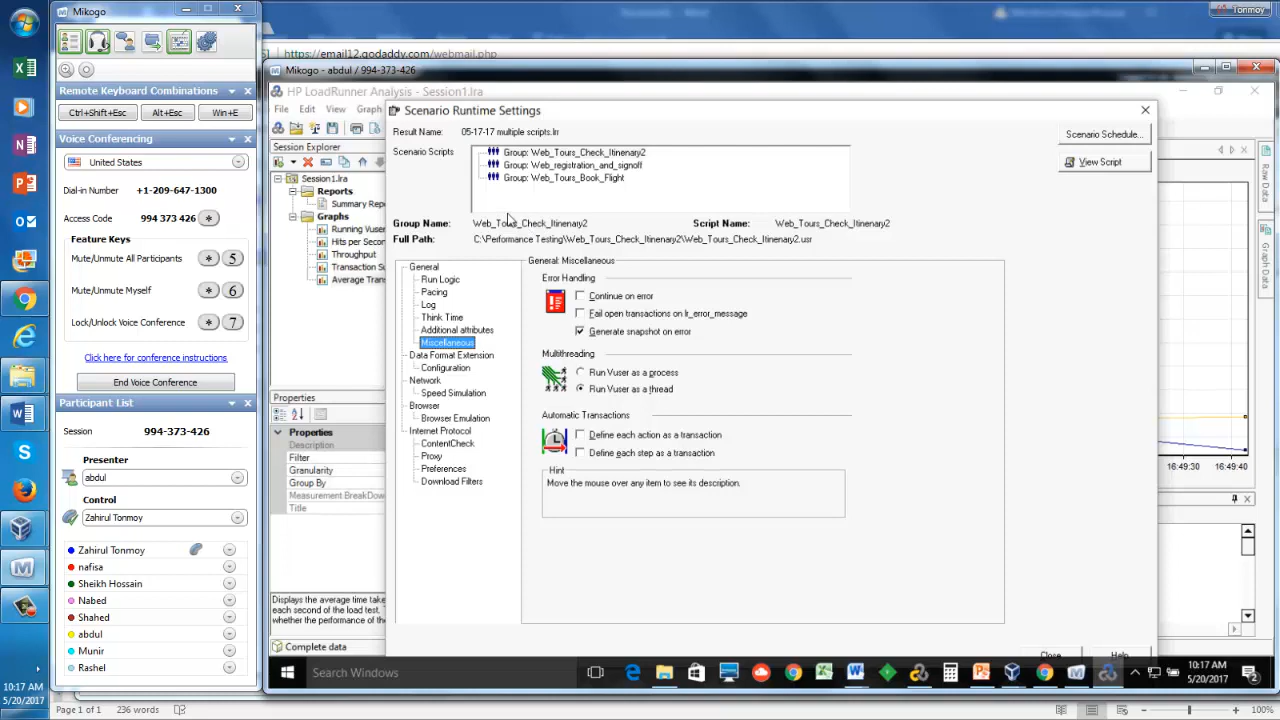 Mikogo
Tonmoy
https://email12.godaddy.com/webmail.php
Remote Keyboard Combinations
Ctrl+Shift+Esc
Alt+Esc
Win+E
Voice Conferencing
United States
Dial-in Number +1-209-647-1300
Access Code 994 373 426 *
Feature Keys
Mute/Unmute All Participants * 5
Mute/Unmute Myself * 6
Lock/Unlock Voice Conference * 7
Click here for conference instructions
End Voice Conference
Participant List
Session 994-373-426
Presenter
abdul
Control
Zahirul Tonmoy
Zahirul Tonmoy
nafisa
Sheikh Hossain
Nabed
Shahed
abdul
Munir
Rashel
10:17 AM
5/20/2017
Page 1 of 1 236 words
100%
Mikogo - abdul / 994-373-426
HP LoadRunner Analysis - Session1.lra
File Edit View Graph
Session Explorer
Session1.lra
Reports
Summary Repo
Graphs
Running Vuser
Hits per Secon
Throughput
Transaction Su
Average Trans
Properties
Properties
Description
Filter
Granularity
Group By
Measurement BreakDow
Title
Displays the average time take
each second of the load test.
whether the performance of the
Complete data
Raw Data
Graph Data
16:49:30 16:49:40
Scenario Runtime Settings
Result Name: 05-17-17 multiple scripts.lrr
Scenario Scripts
Group: Web_Tours_Check_Itinenary2
Group: Web_registration_and_signoff
Group: Web_Tours_Book_Flight
Scenario Schedule...
View Script
Group Name: Web_Tours_Check_Itinenary2 Script Name: Web_Tours_Check_Itinenary2
Full Path: C:\Performance Testing\Web_Tours_Check_Itinenary2\Web_Tours_Check_Itinenary2.usr
General
Run Logic
Pacing
Log
Think Time
Additional attributes
Miscellaneous
Data Format Extension
Configuration
Network
Speed Simulation
Browser
Browser Emulation
Internet Protocol
ContentCheck
Proxy
Preferences
Download Filters
General: Miscellaneous
Error Handling
Continue on error
Fail open transactions on lr_error_message
Generate snapshot on error
Multithreading
Run Vuser as a process
Run Vuser as a thread
Automatic Transactions
Define each action as a transaction
Define each step as a transaction
Hint
Move the mouse over any item to see its description.
Close Help
Search Windows
10:17 AM
5/20/2017